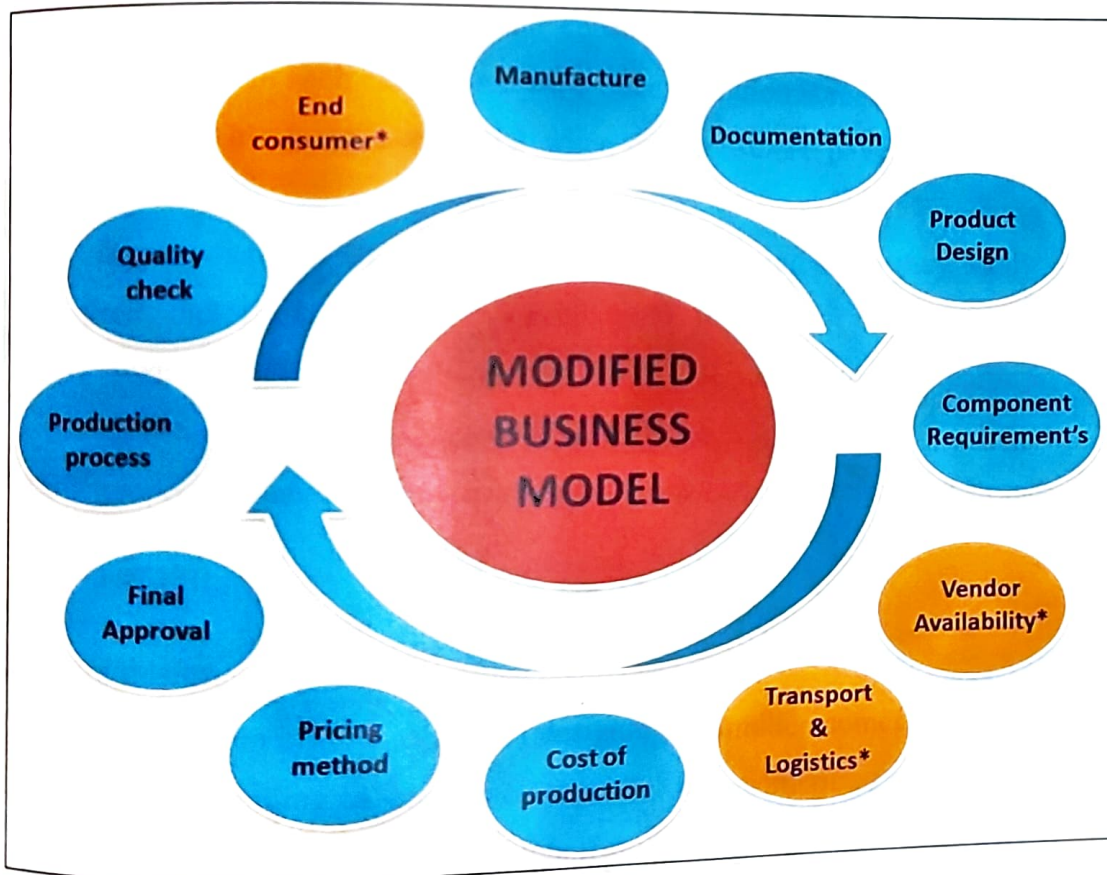 Manufacture
Documentation
Product
Design
Component
Requirement's
Vendor
Availability*
Transport
&
Logistics*
Cost of
production
Pricing
method
Final
Approval
Production
process
Quality
check
End
consumer*
MODIFIED
BUSINESS
MODEL